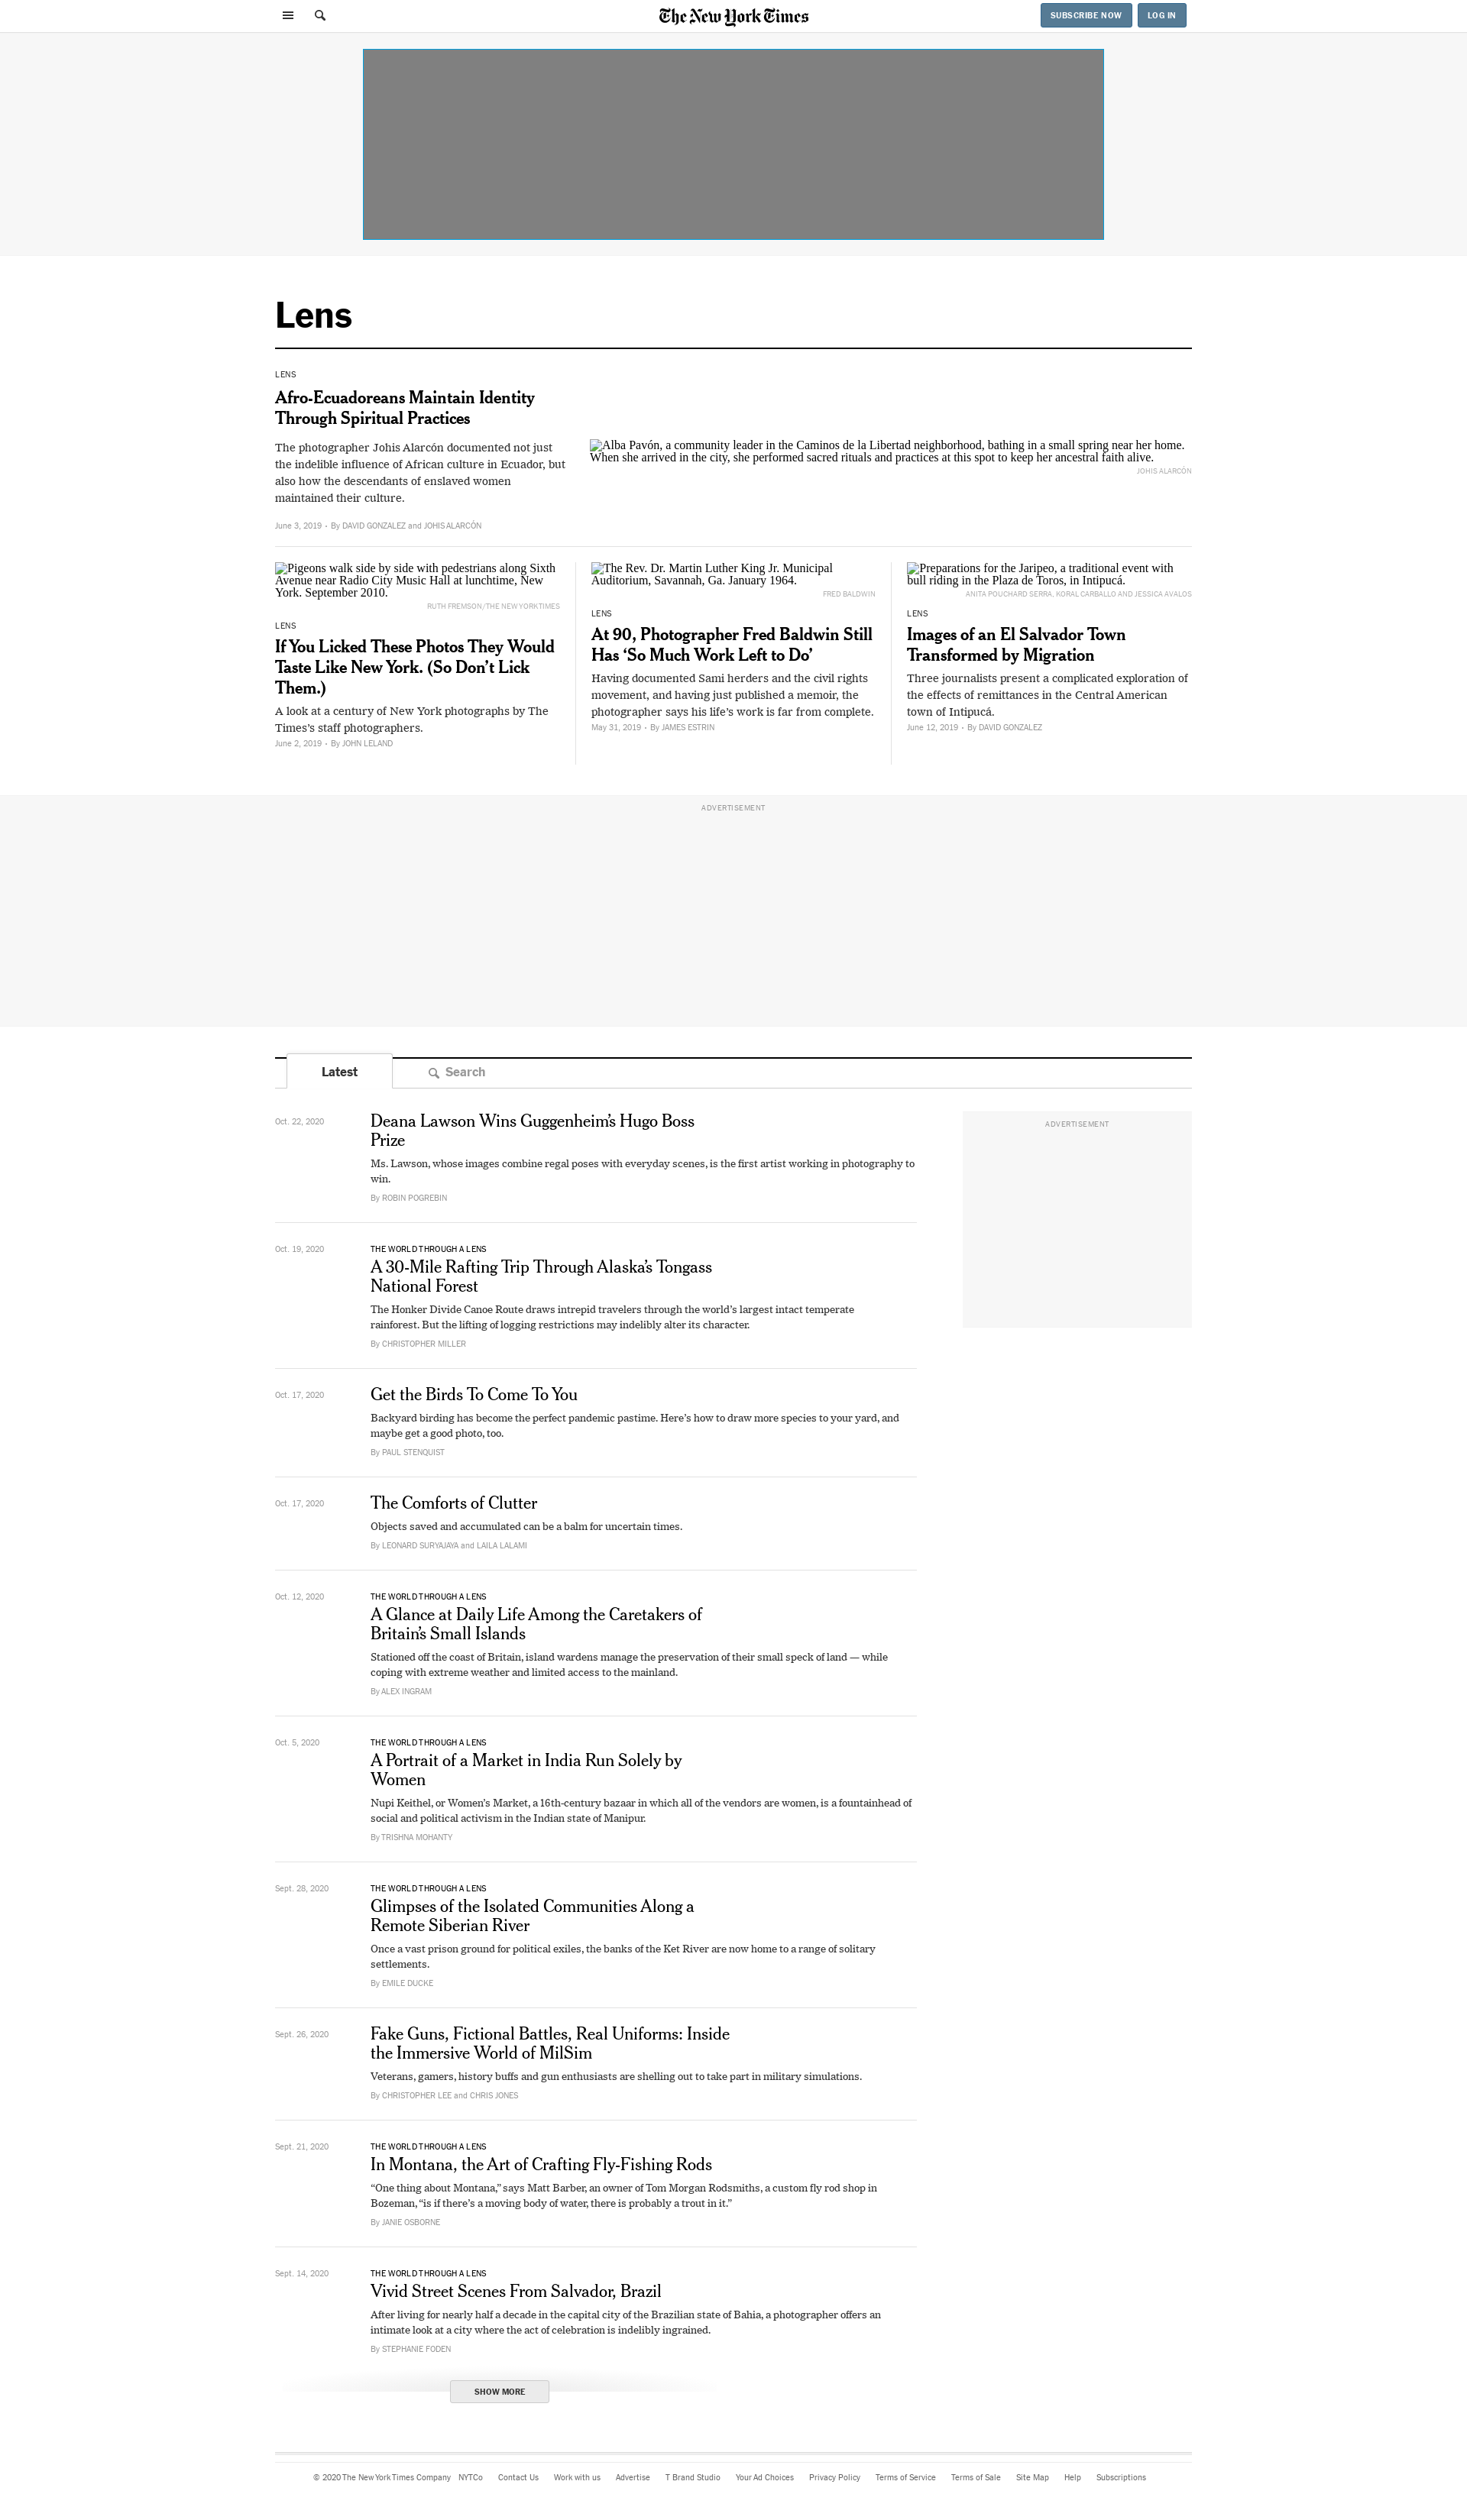 The New York Times
SUBSCRIBE NOW
LOG IN
Lens
LENS
Afro-Ecuadoreans Maintain Identity
Through Spiritual Practices
The photographer Johis Alarcón documented not just
the indelible influence of African culture in Ecuador, but
also how the descendants of enslaved women
maintained their culture.
June 3, 2019 • By DAVID GONZALEZ and JOHIS ALARCÓN
Alba Pavón, a community leader in the Caminos de la Libertad neighborhood, bathing in a small spring near her home.
When she arrived in the city, she performed sacred rituals and practices at this spot to keep her ancestral faith alive.
JOHIS ALARCÓN
Pigeons walk side by side with pedestrians along Sixth
Avenue near Radio City Music Hall at lunchtime, New
York. September 2010.
RUTH FREMSON/THE NEW YORK TIMES
LENS
If You Licked These Photos They Would
Taste Like New York. (So Don’t Lick
Them.)
A look at a century of New York photographs by The
Times’s staff photographers.
June 2, 2019 • By JOHN LELAND
The Rev. Dr. Martin Luther King Jr. Municipal
Auditorium, Savannah, Ga. January 1964.
FRED BALDWIN
LENS
At 90, Photographer Fred Baldwin Still
Has ‘So Much Work Left to Do’
Having documented Sami herders and the civil rights
movement, and having just published a memoir, the
photographer says his life’s work is far from complete.
May 31, 2019 • By JAMES ESTRIN
Preparations for the Jaripeo, a traditional event with
bull riding in the Plaza de Toros, in Intipucá.
ANITA POUCHARD SERRA, KORAL CARBALLO AND JESSICA AVALOS
LENS
Images of an El Salvador Town
Transformed by Migration
Three journalists present a complicated exploration of
the effects of remittances in the Central American
town of Intipucá.
June 12, 2019 • By DAVID GONZALEZ
ADVERTISEMENT
Latest
Search
Oct. 22, 2020
Deana Lawson Wins Guggenheim’s Hugo Boss
Prize
Ms. Lawson, whose images combine regal poses with everyday scenes, is the first artist working in photography to
win.
By ROBIN POGREBIN
ADVERTISEMENT
Oct. 19, 2020
THE WORLD THROUGH A LENS
A 30-Mile Rafting Trip Through Alaska’s Tongass
National Forest
The Honker Divide Canoe Route draws intrepid travelers through the world’s largest intact temperate
rainforest. But the lifting of logging restrictions may indelibly alter its character.
By CHRISTOPHER MILLER
Oct. 17, 2020
Get the Birds To Come To You
Backyard birding has become the perfect pandemic pastime. Here’s how to draw more species to your yard, and
maybe get a good photo, too.
By PAUL STENQUIST
Oct. 17, 2020
The Comforts of Clutter
Objects saved and accumulated can be a balm for uncertain times.
By LEONARD SURYAJAYA and LAILA LALAMI
Oct. 12, 2020
THE WORLD THROUGH A LENS
A Glance at Daily Life Among the Caretakers of
Britain’s Small Islands
Stationed off the coast of Britain, island wardens manage the preservation of their small speck of land — while
coping with extreme weather and limited access to the mainland.
By ALEX INGRAM
Oct. 5, 2020
THE WORLD THROUGH A LENS
A Portrait of a Market in India Run Solely by
Women
Nupi Keithel, or Women’s Market, a 16th-century bazaar in which all of the vendors are women, is a fountainhead of
social and political activism in the Indian state of Manipur.
By TRISHNA MOHANTY
Sept. 28, 2020
THE WORLD THROUGH A LENS
Glimpses of the Isolated Communities Along a
Remote Siberian River
Once a vast prison ground for political exiles, the banks of the Ket River are now home to a range of solitary
settlements.
By EMILE DUCKE
Sept. 26, 2020
Fake Guns, Fictional Battles, Real Uniforms: Inside
the Immersive World of MilSim
Veterans, gamers, history buffs and gun enthusiasts are shelling out to take part in military simulations.
By CHRISTOPHER LEE and CHRIS JONES
Sept. 21, 2020
THE WORLD THROUGH A LENS
In Montana, the Art of Crafting Fly-Fishing Rods
“One thing about Montana,” says Matt Barber, an owner of Tom Morgan Rodsmiths, a custom fly rod shop in
Bozeman, “is if there’s a moving body of water, there is probably a trout in it.”
By JANIE OSBORNE
Sept. 14, 2020
THE WORLD THROUGH A LENS
Vivid Street Scenes From Salvador, Brazil
After living for nearly half a decade in the capital city of the Brazilian state of Bahia, a photographer offers an
intimate look at a city where the act of celebration is indelibly ingrained.
By STEPHANIE FODEN
SHOW MORE
© 2020 The New York Times Company NYTCo Contact Us Work with us Advertise T Brand Studio Your Ad Choices Privacy Policy Terms of Service Terms of Sale Site Map Help Subscriptions